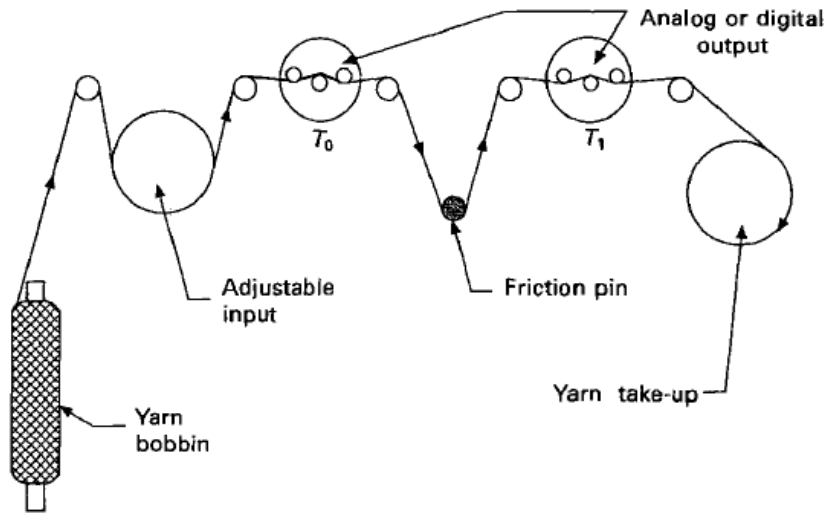 Analog or digital
output
T0
T1
Adjustable
input
Friction pin
Yarn take-up
Yarn
bobbin